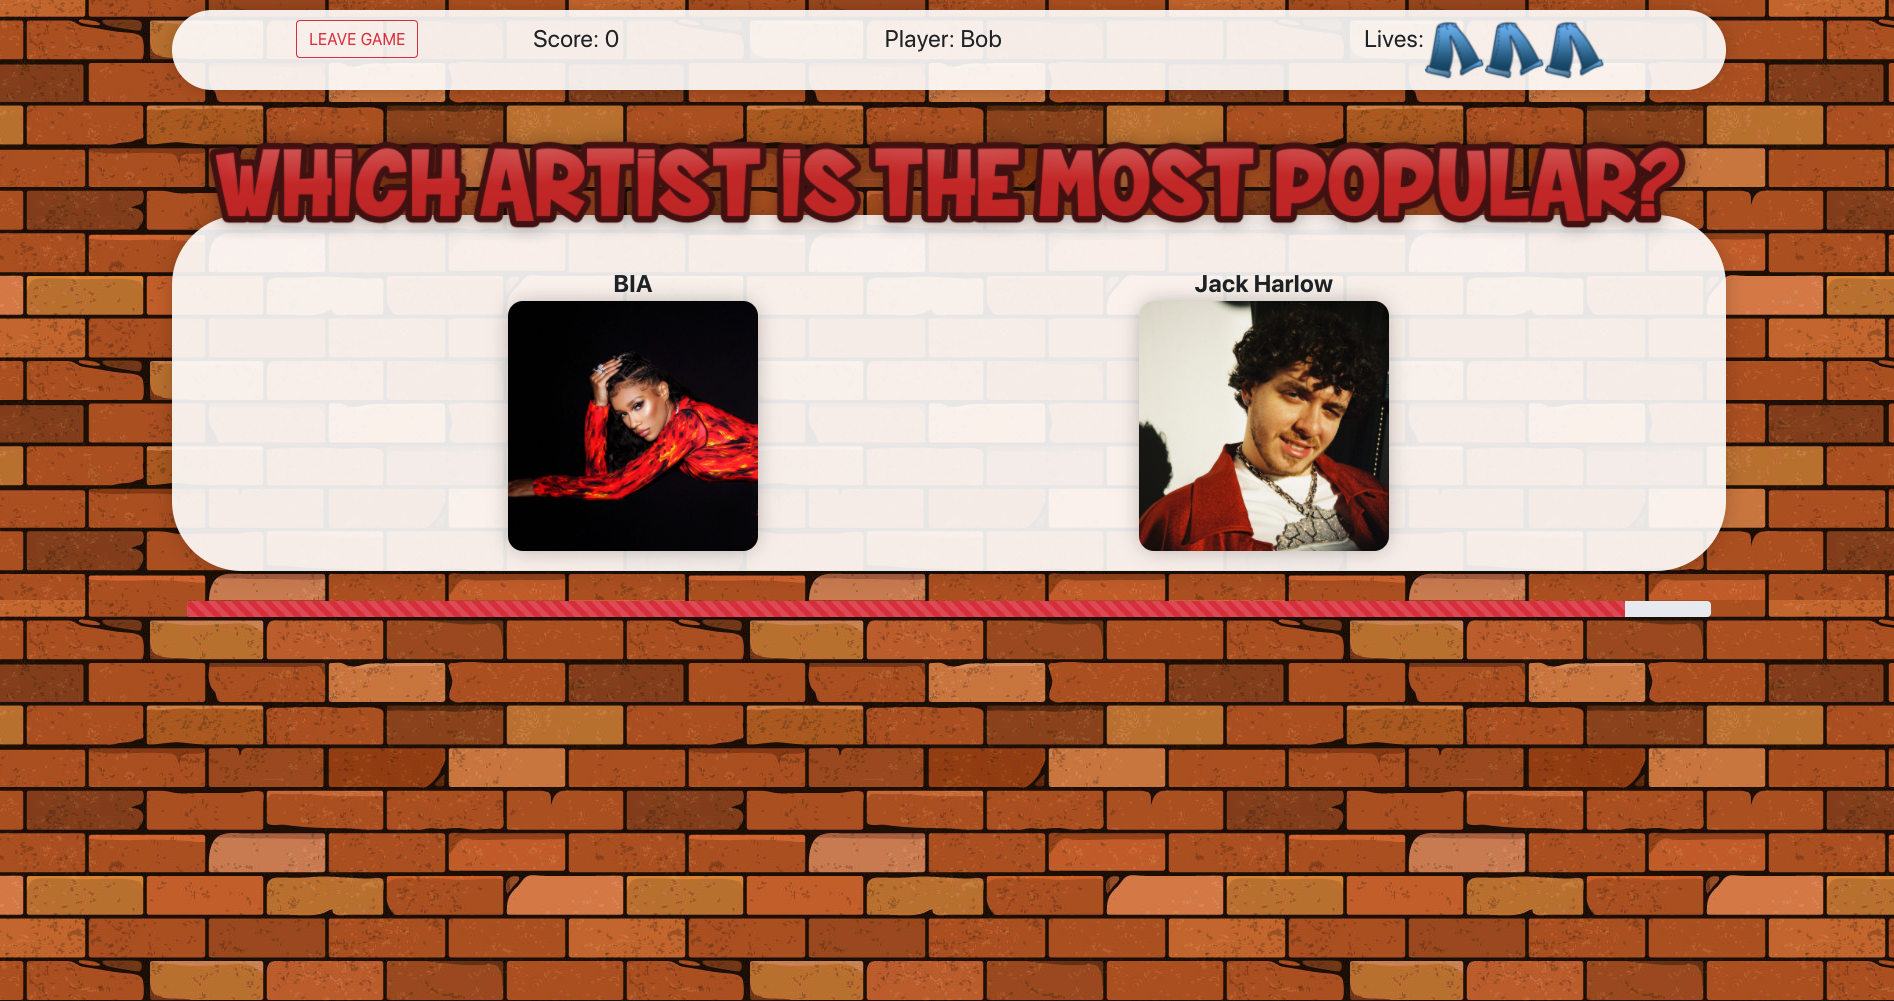 LEAVE GAME
Score: 0
Player: Bob
Lives:
WHICH ARTIST IS THE MOST POPULAR?
BIA
Jack Harlow